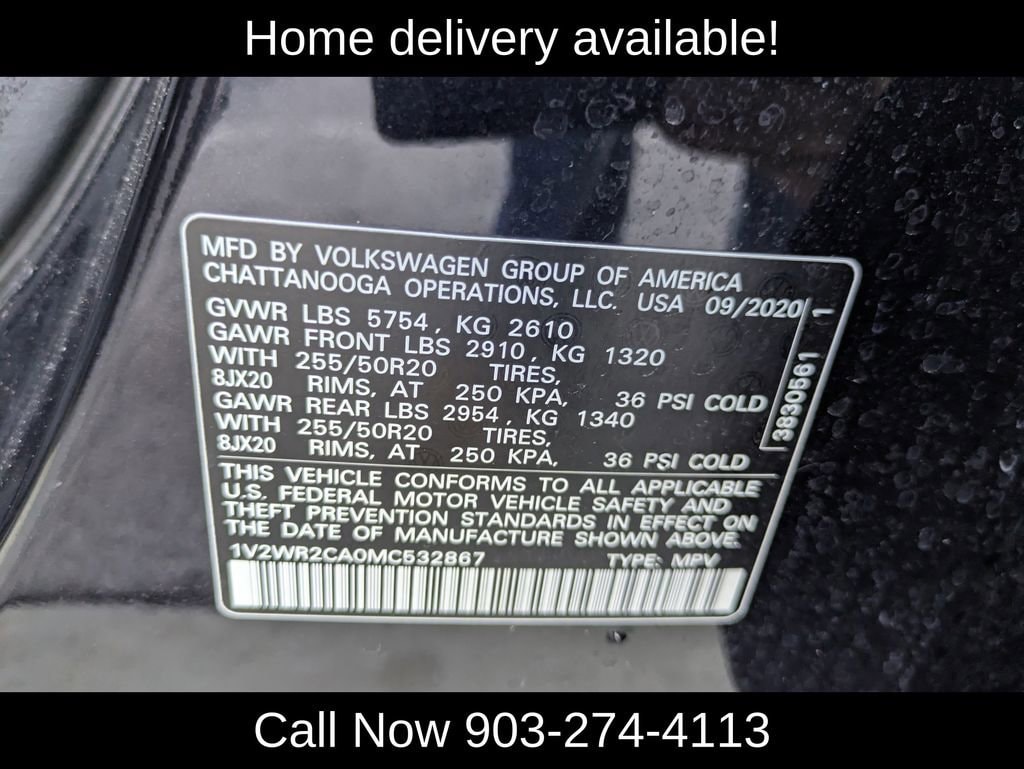 Home delivery available!
MFD BY VOLKSWAGEN GROUP OF AMERICA
CHATTANOOGA OPERATIONS, LLC. USA 09/2020
GVWR LBS 5754, KG 2610
GAWR FRONT LBS 2910, KG 1320
WITH 255/50R20 TIRES,
8JX20 RIMS, AT 250 KPA, 36 PSI COLD
GAWR REAR LBS 2954, KG 1340
WITH 255/50R20 TIRES,
8JX20 RIMS, AT 250 KPA, 36 PSI COLD
3830561 1
THIS VEHICLE CONFORMS TO ALL APPLICABLE
U.S. FEDERAL MOTOR VEHICLE SAFETY AND
THEFT PREVENTION STANDARDS IN EFFECT ON
THE DATE OF MANUFACTURE SHOWN ABOVE.
1V2WR2CA0MC532867 TYPE: MPV
Call Now 903-274-4113